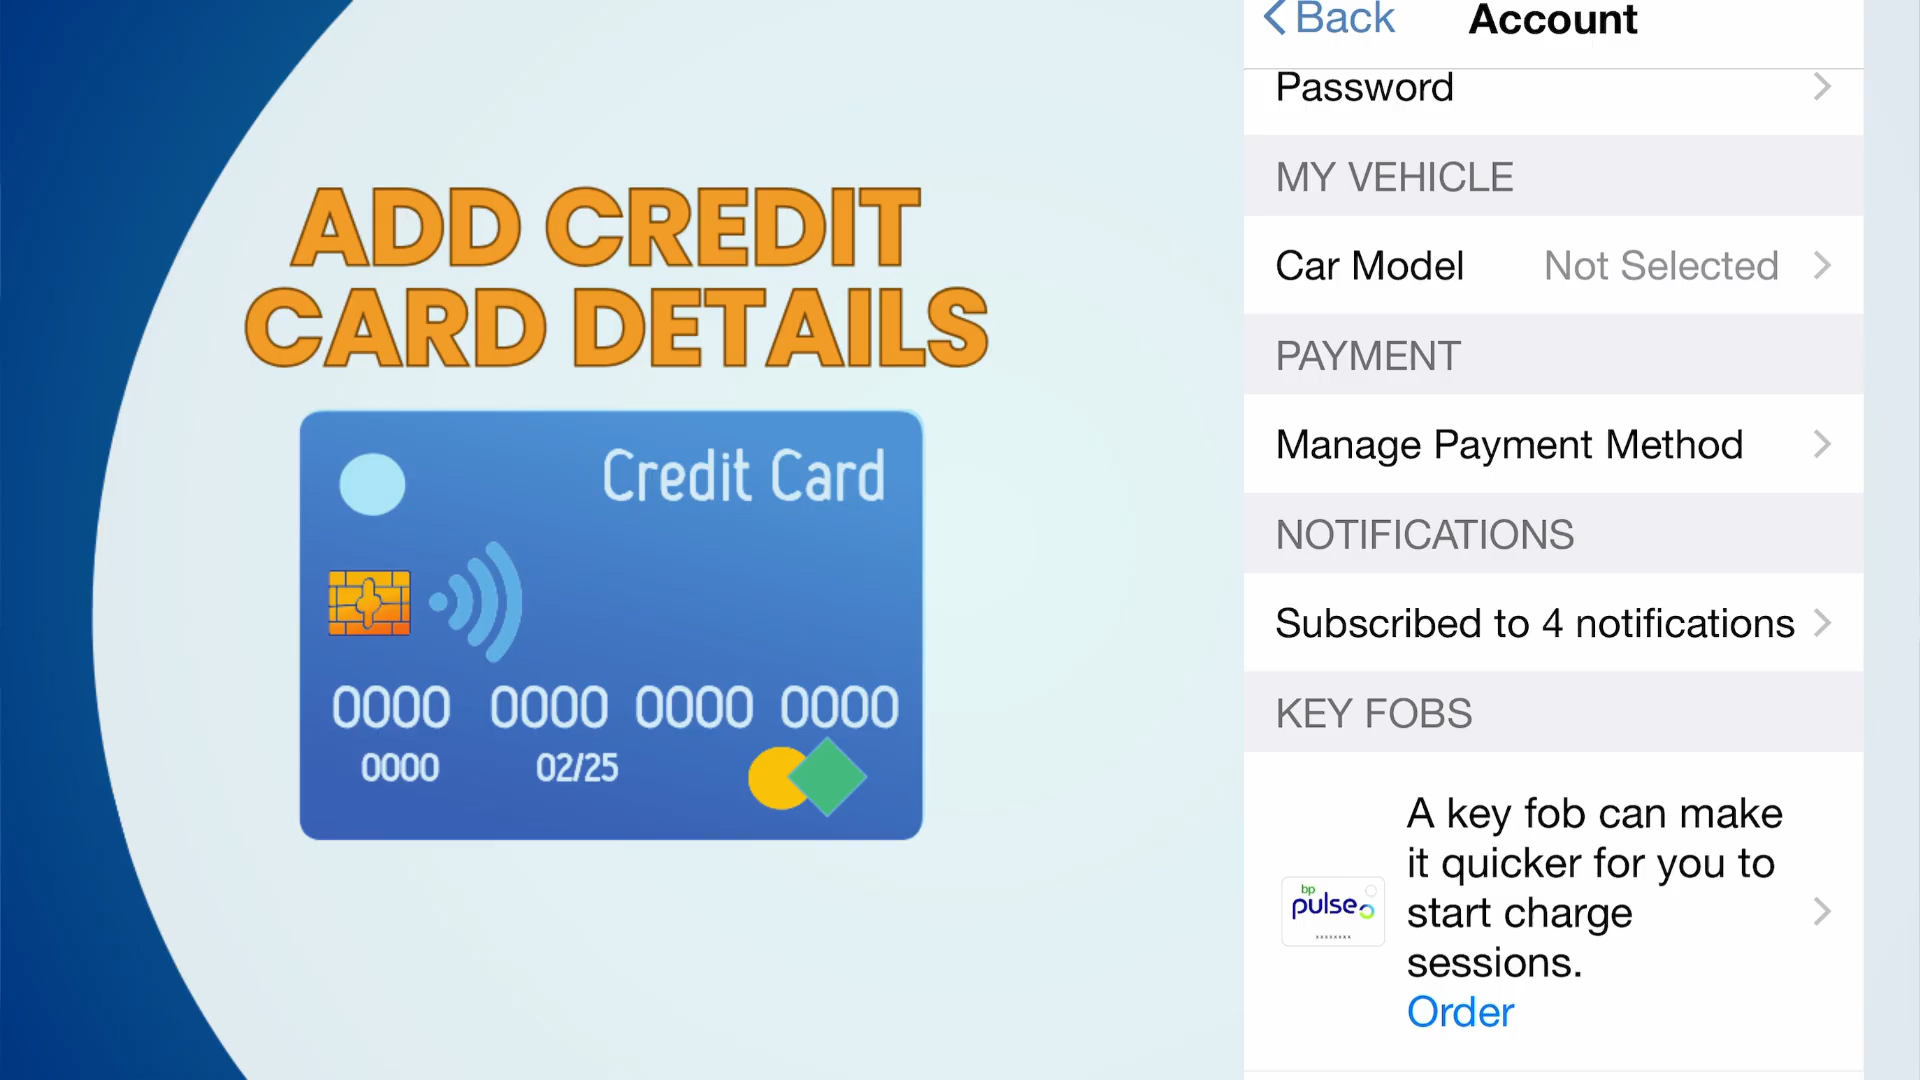 ADD CREDIT
CARD DETAILS
Credit Card
0000 0000 0000 0000
0000 02/25
Back Account
Password
MY VEHICLE
Car Model Not Selected
PAYMENT
Manage Payment Method
NOTIFICATIONS
Subscribed to 4 notifications
KEY FOBS
bp
pulse
A key fob can make
it quicker for you to
start charge
sessions.
Order